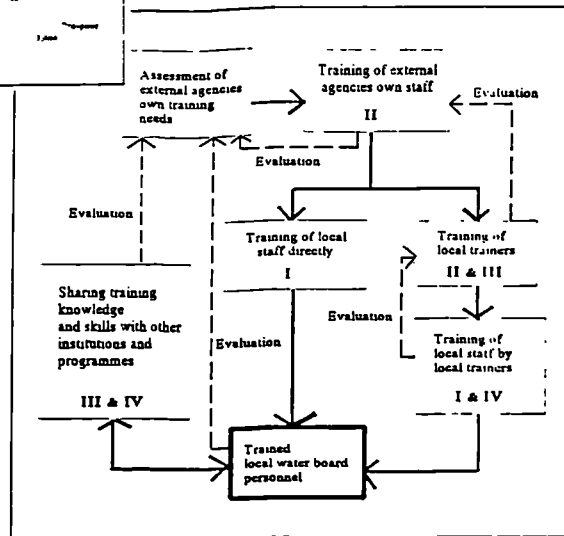 Assessment of
external agencies
own training
needs
Training of external
agencies own staff
II
Evaluation
Evaluation
Evaluation
Training of local
staff directly
I
Training of
local trainers
II & III
Sharing training
knowledge
and skills with other
institutions and
programmes
III & IV
Evaluation
Evaluation
Training of
local staff by
local trainers
I & IV
Trained
local water board
personnel